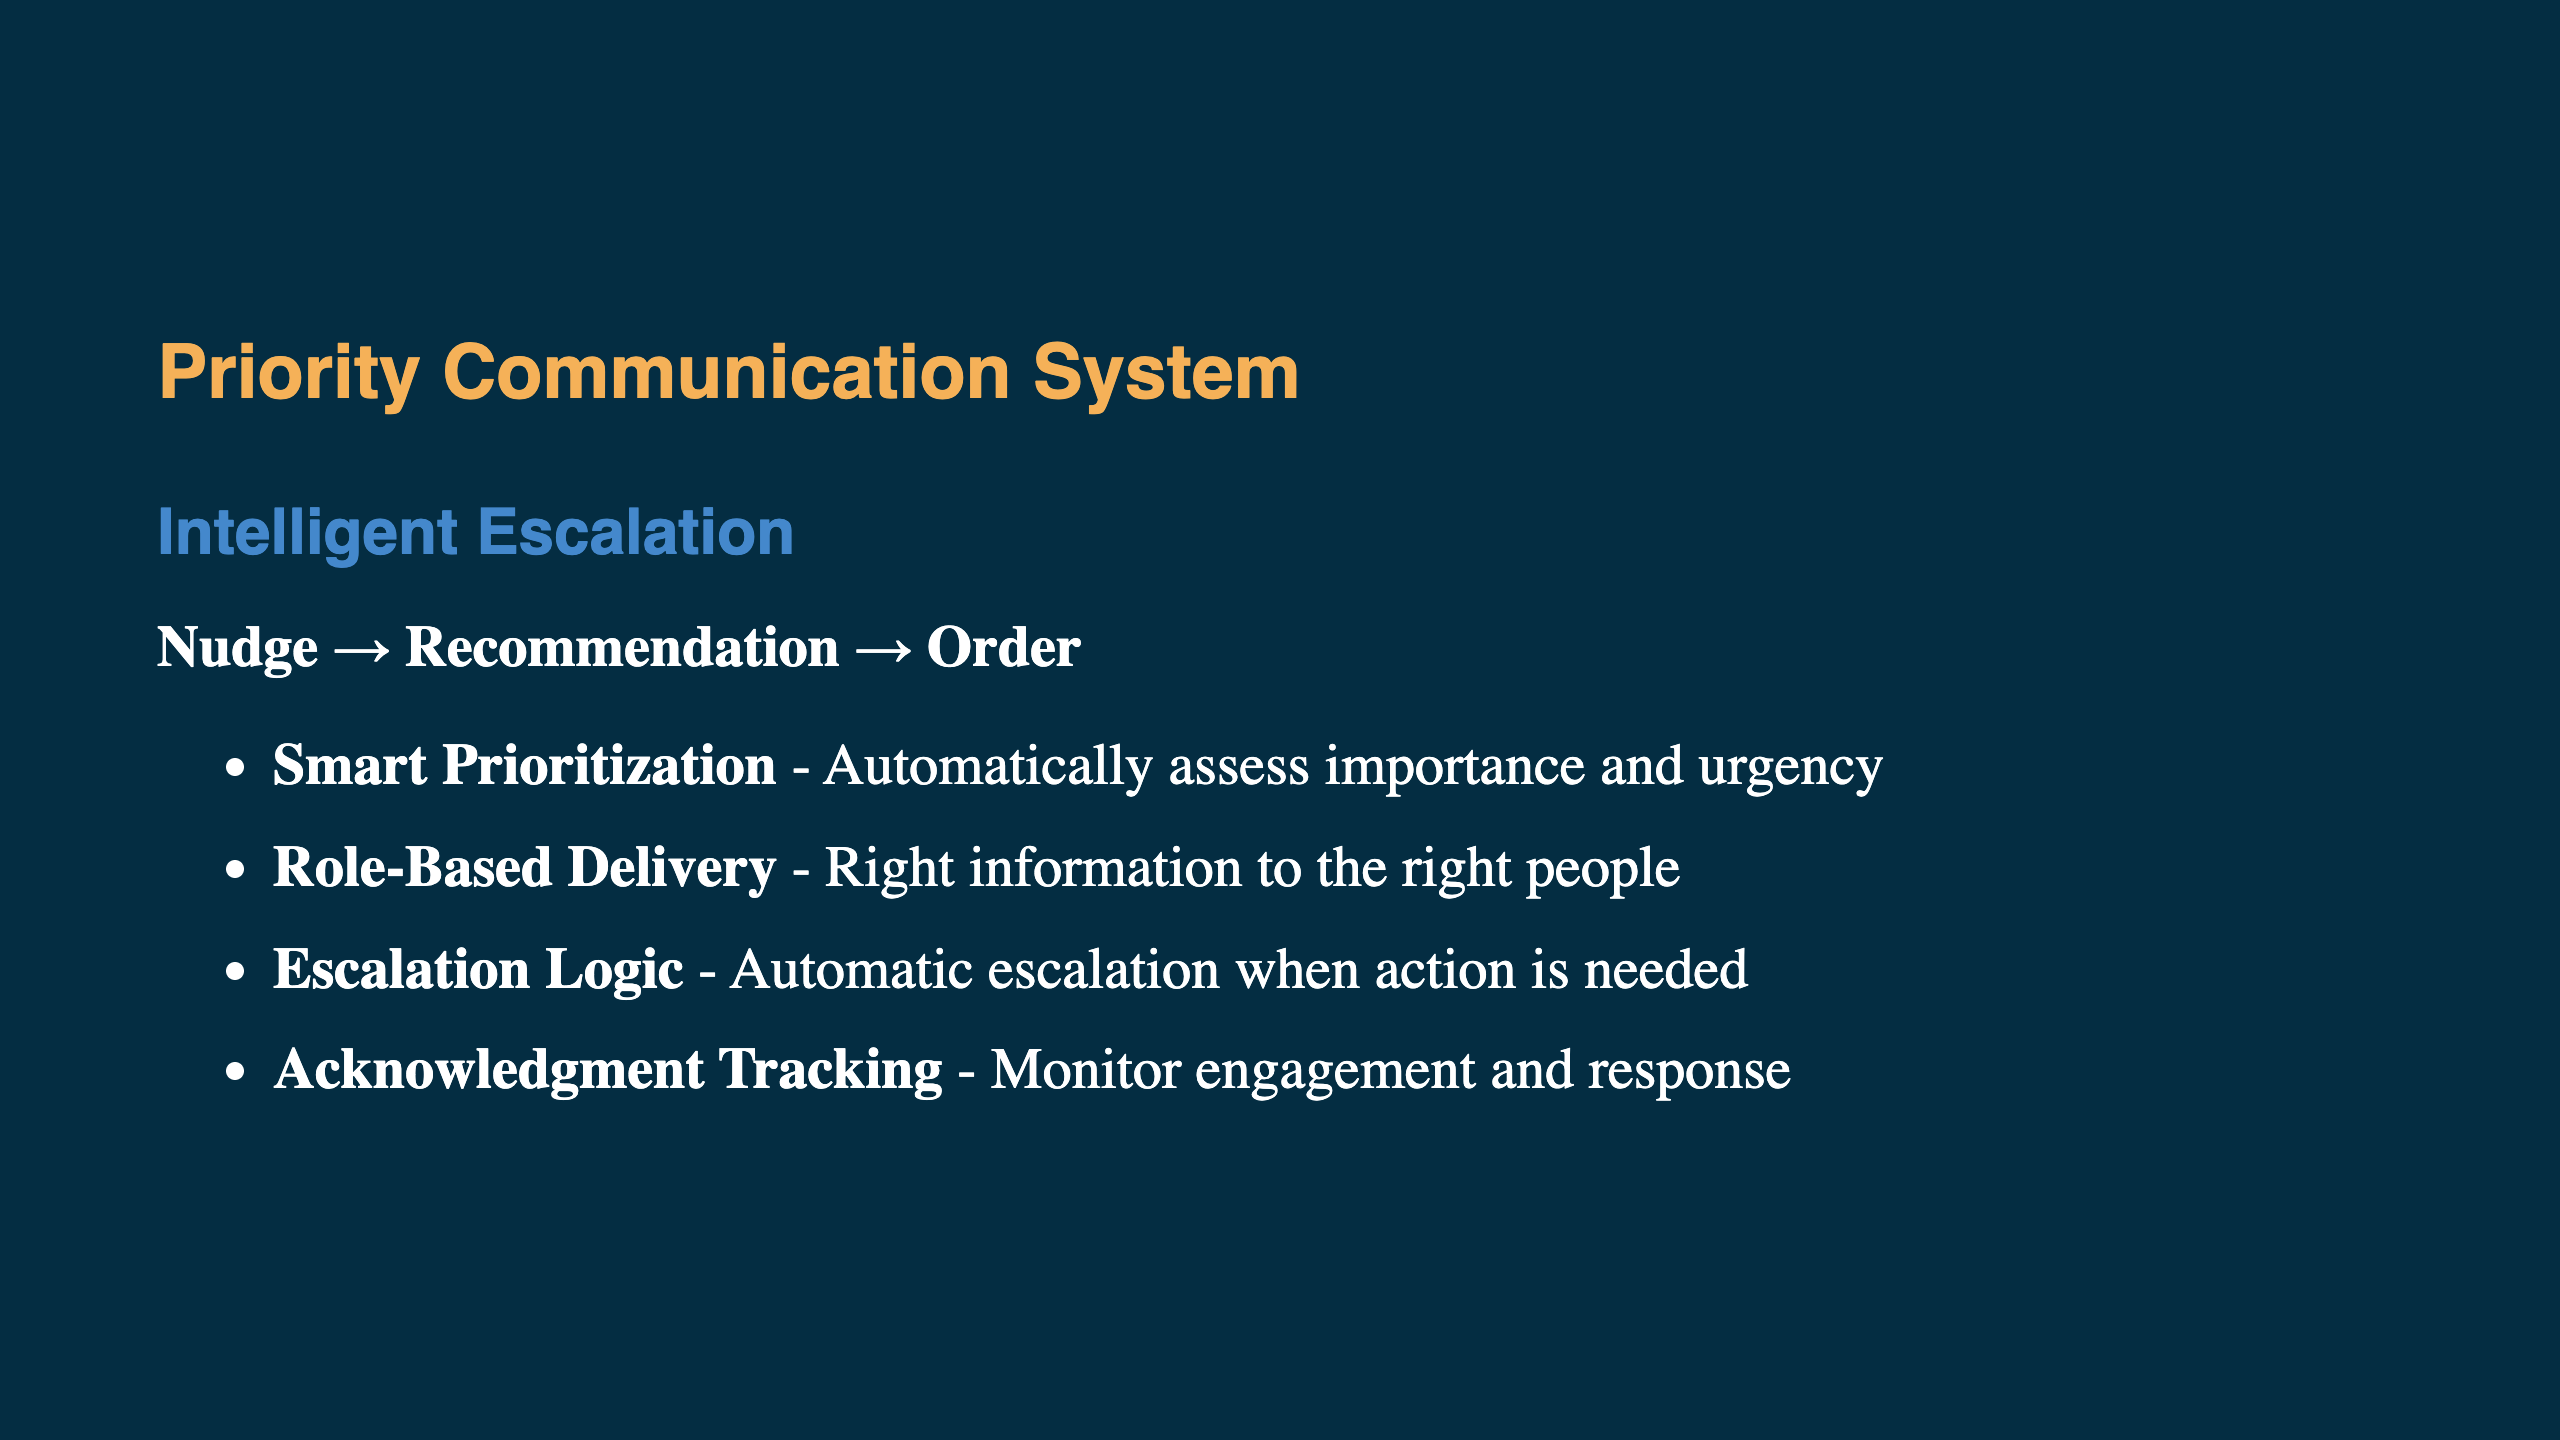 Priority Communication System
Intelligent Escalation
Nudge → Recommendation → Order
• Smart Prioritization - Automatically assess importance and urgency
• Role-Based Delivery - Right information to the right people
• Escalation Logic - Automatic escalation when action is needed
• Acknowledgment Tracking - Monitor engagement and response